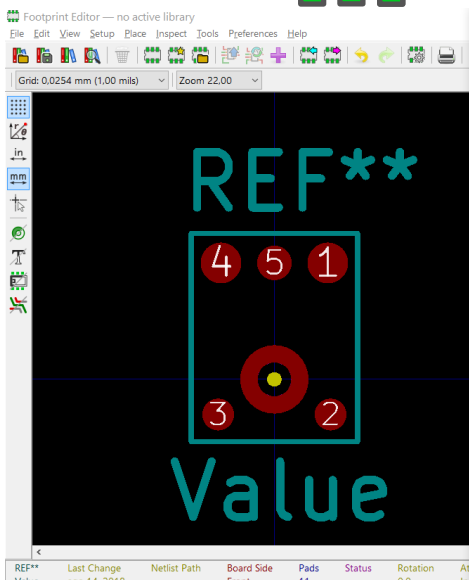 Footprint Editor — no active library
File Edit View Setup Place Inspect Tools Preferences Help
Grid: 0,0254 mm (1,00 mils) Zoom 22,00
in
mm
REF**
4 5 1
3 2
Value
REF** Last Change Netlist Path Board Side Pads Status Rotation